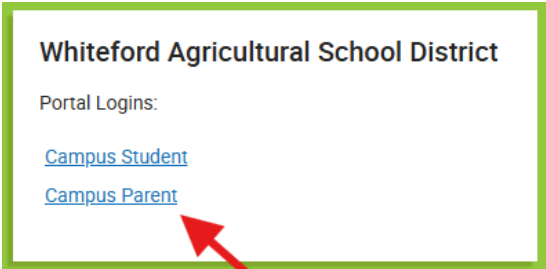 Whiteford Agricultural School District
Portal Logins:
Campus Student
Campus Parent